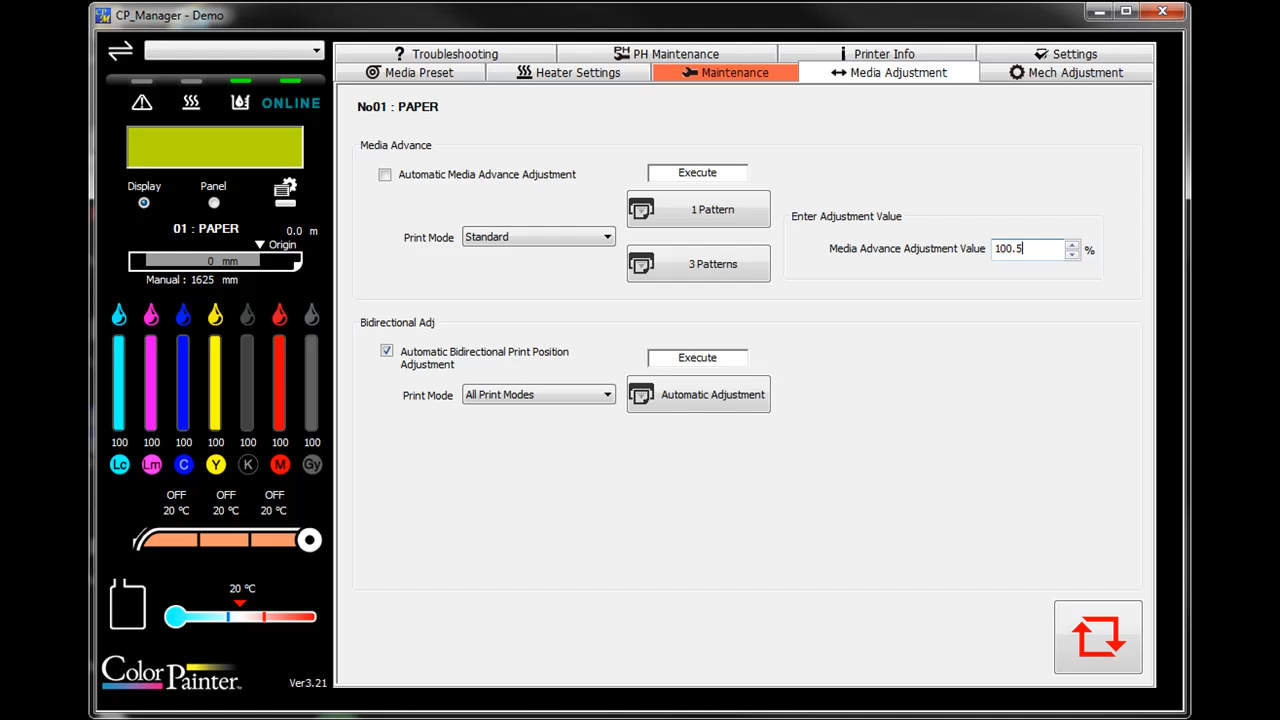 CP_Manager - Demo
Troubleshooting
PH Maintenance
Printer Info
Settings
Media Preset
Heater Settings
Maintenance
Media Adjustment
Mech Adjustment
ONLINE
Display
Panel
01 : PAPER
0.0 m
Origin
0 mm
Manual : 1625 mm
100 100 100 100 100 100 100
Lc Lm C Y K M Gy
OFF OFF OFF
20 ºC 20 ºC 20 ºC
20 ºC
Color Painter
Ver3.21
No01 : PAPER
Media Advance
Automatic Media Advance Adjustment
Execute
1 Pattern
Print Mode Standard
3 Patterns
Enter Adjustment Value
Media Advance Adjustment Value 100.5 %
Bidirectional Adj
Automatic Bidirectional Print Position
Adjustment
Execute
Print Mode All Print Modes
Automatic Adjustment